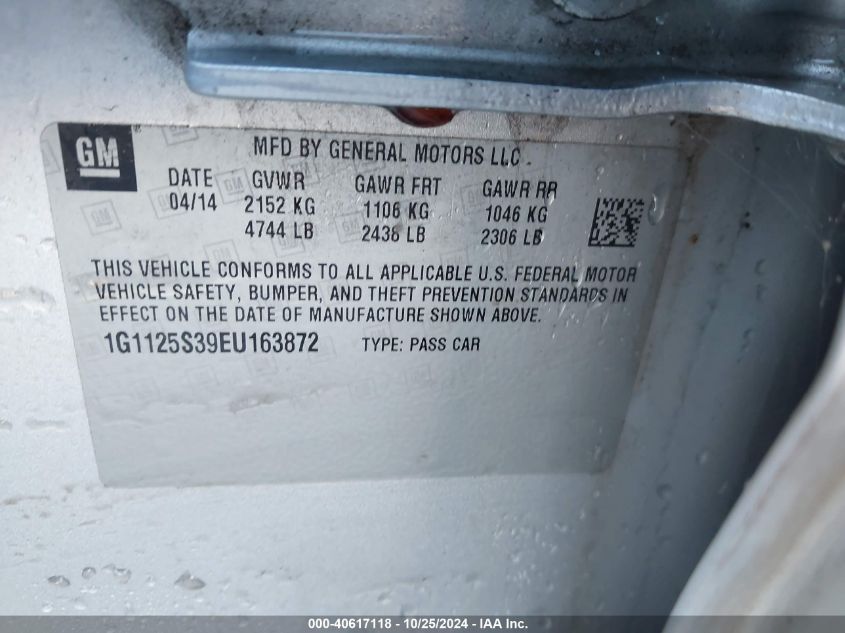 GM
MFD BY GENERAL MOTORS LLC.
DATE GVWR GAWR FRT GAWR RR
04/14 2152 KG 1106 KG 1046 KG
4744 LB 2438 LB 2306 LB
THIS VEHICLE CONFORMS TO ALL APPLICABLE U.S. FEDERAL MOTOR
VEHICLE SAFETY, BUMPER, AND THEFT PREVENTION STANDARDS IN
EFFECT ON THE DATE OF MANUFACTURE SHOWN ABOVE.
1G1125S39EU163872 TYPE: PASS CAR
000-40617118 - 10/25/2024 - IAA Inc.